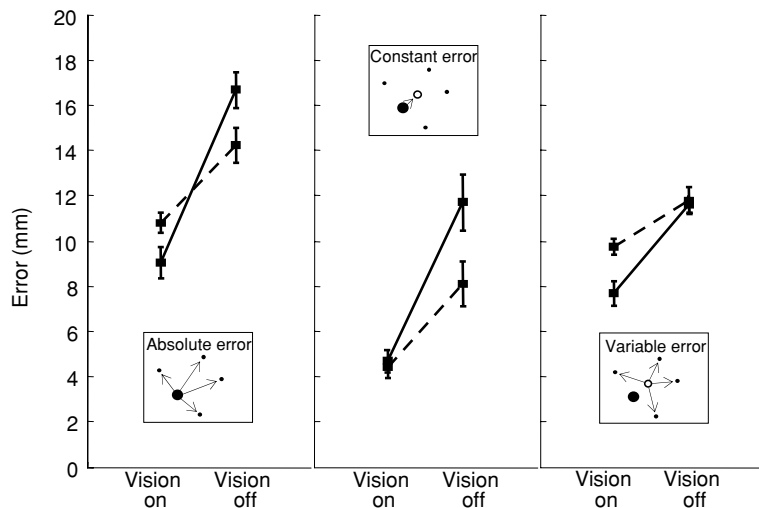 20
18
16
14
12
10
8
6
4
2
0
Error (mm)
Absolute error
Constant error
Variable error
Vision on
Vision off
Vision on
Vision off
Vision on
Vision off